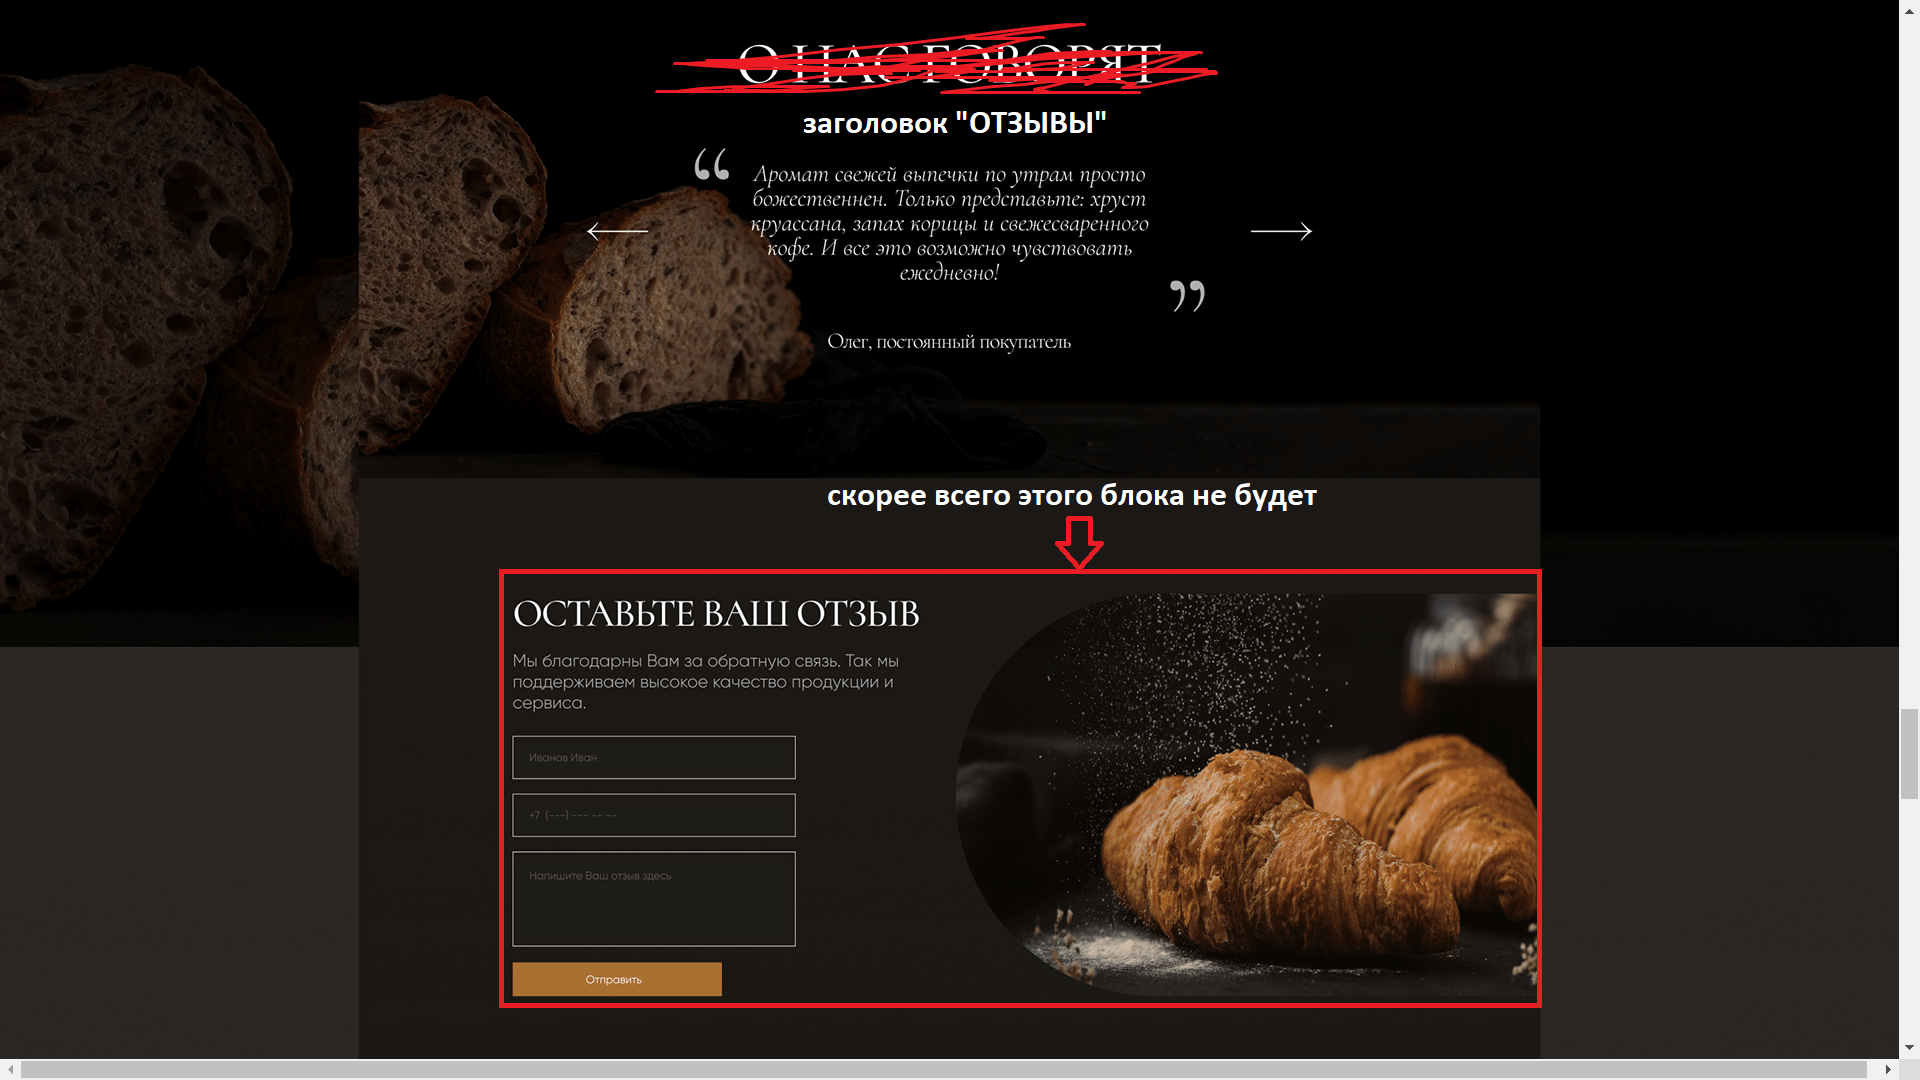 О НАС ГОВОРЯТ
заголовок "ОТЗЫВЫ"
“
Аромат свежей выпечки по утрам просто
божественнен. Только представьте: хруст
круассана, запах корицы и свежесваренного
кофе. И все это возможно чувствовать
ежедневно!
”
Олег, постоянный покупатель
скорее всего этого блока не будет
ОСТАВЬТЕ ВАШ ОТЗЫВ
Мы благодарны Вам за обратную связь. Так мы
поддерживаем высокое качество продукции и
сервиса.
Иванов Иван
+7 (---) --- -- --
Напишите Ваш отзыв здесь
Отправить